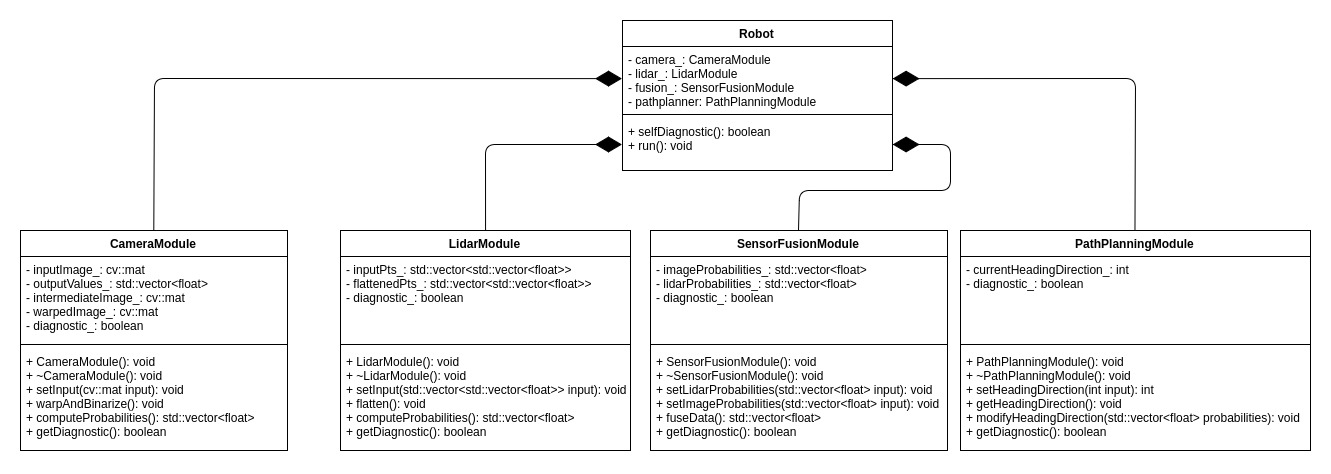 Robot
- camera_: CameraModule
- lidar_: LidarModule
- fusion_: SensorFusionModule
- pathplanner: PathPlanningModule
+ selfDiagnostic(): boolean
+ run(): void
CameraModule
- inputImage_: cv::mat
- outputValues_: std::vector<float>
- intermediateImage_: cv::mat
- warpedImage_: cv::mat
- diagnostic_: boolean
+ CameraModule(): void
+ ~CameraModule(): void
+ setInput(cv::mat input): void
+ warpAndBinarize(): void
+ computeProbabilities(): std::vector<float>
+ getDiagnostic(): boolean
LidarModule
- inputPts_: std::vector<std::vector<float>>
- flattenedPts_: std::vector<std::vector<float>>
- diagnostic_: boolean
+ LidarModule(): void
+ ~LidarModule(): void
+ setInput(std::vector<std::vector<float>> input): void
+ flatten(): void
+ computeProbabilities(): std::vector<float>
+ getDiagnostic(): boolean
SensorFusionModule
- imageProbabilities_: std::vector<float>
- lidarProbabilities_: std::vector<float>
- diagnostic_: boolean
+ SensorFusionModule(): void
+ ~SensorFusionModule(): void
+ setLidarProbabilities(std::vector<float> input): void
+ setImageProbabilities(std::vector<float> input): void
+ fuseData(): std::vector<float>
+ getDiagnostic(): boolean
PathPlanningModule
- currentHeadingDirection_: int
- diagnostic_: boolean
+ PathPlanningModule(): void
+ ~PathPlanningModule(): void
+ setHeadingDirection(int input): int
+ getHeadingDirection(): void
+ modifyHeadingDirection(std::vector<float> probabilities): void
+ getDiagnostic(): boolean